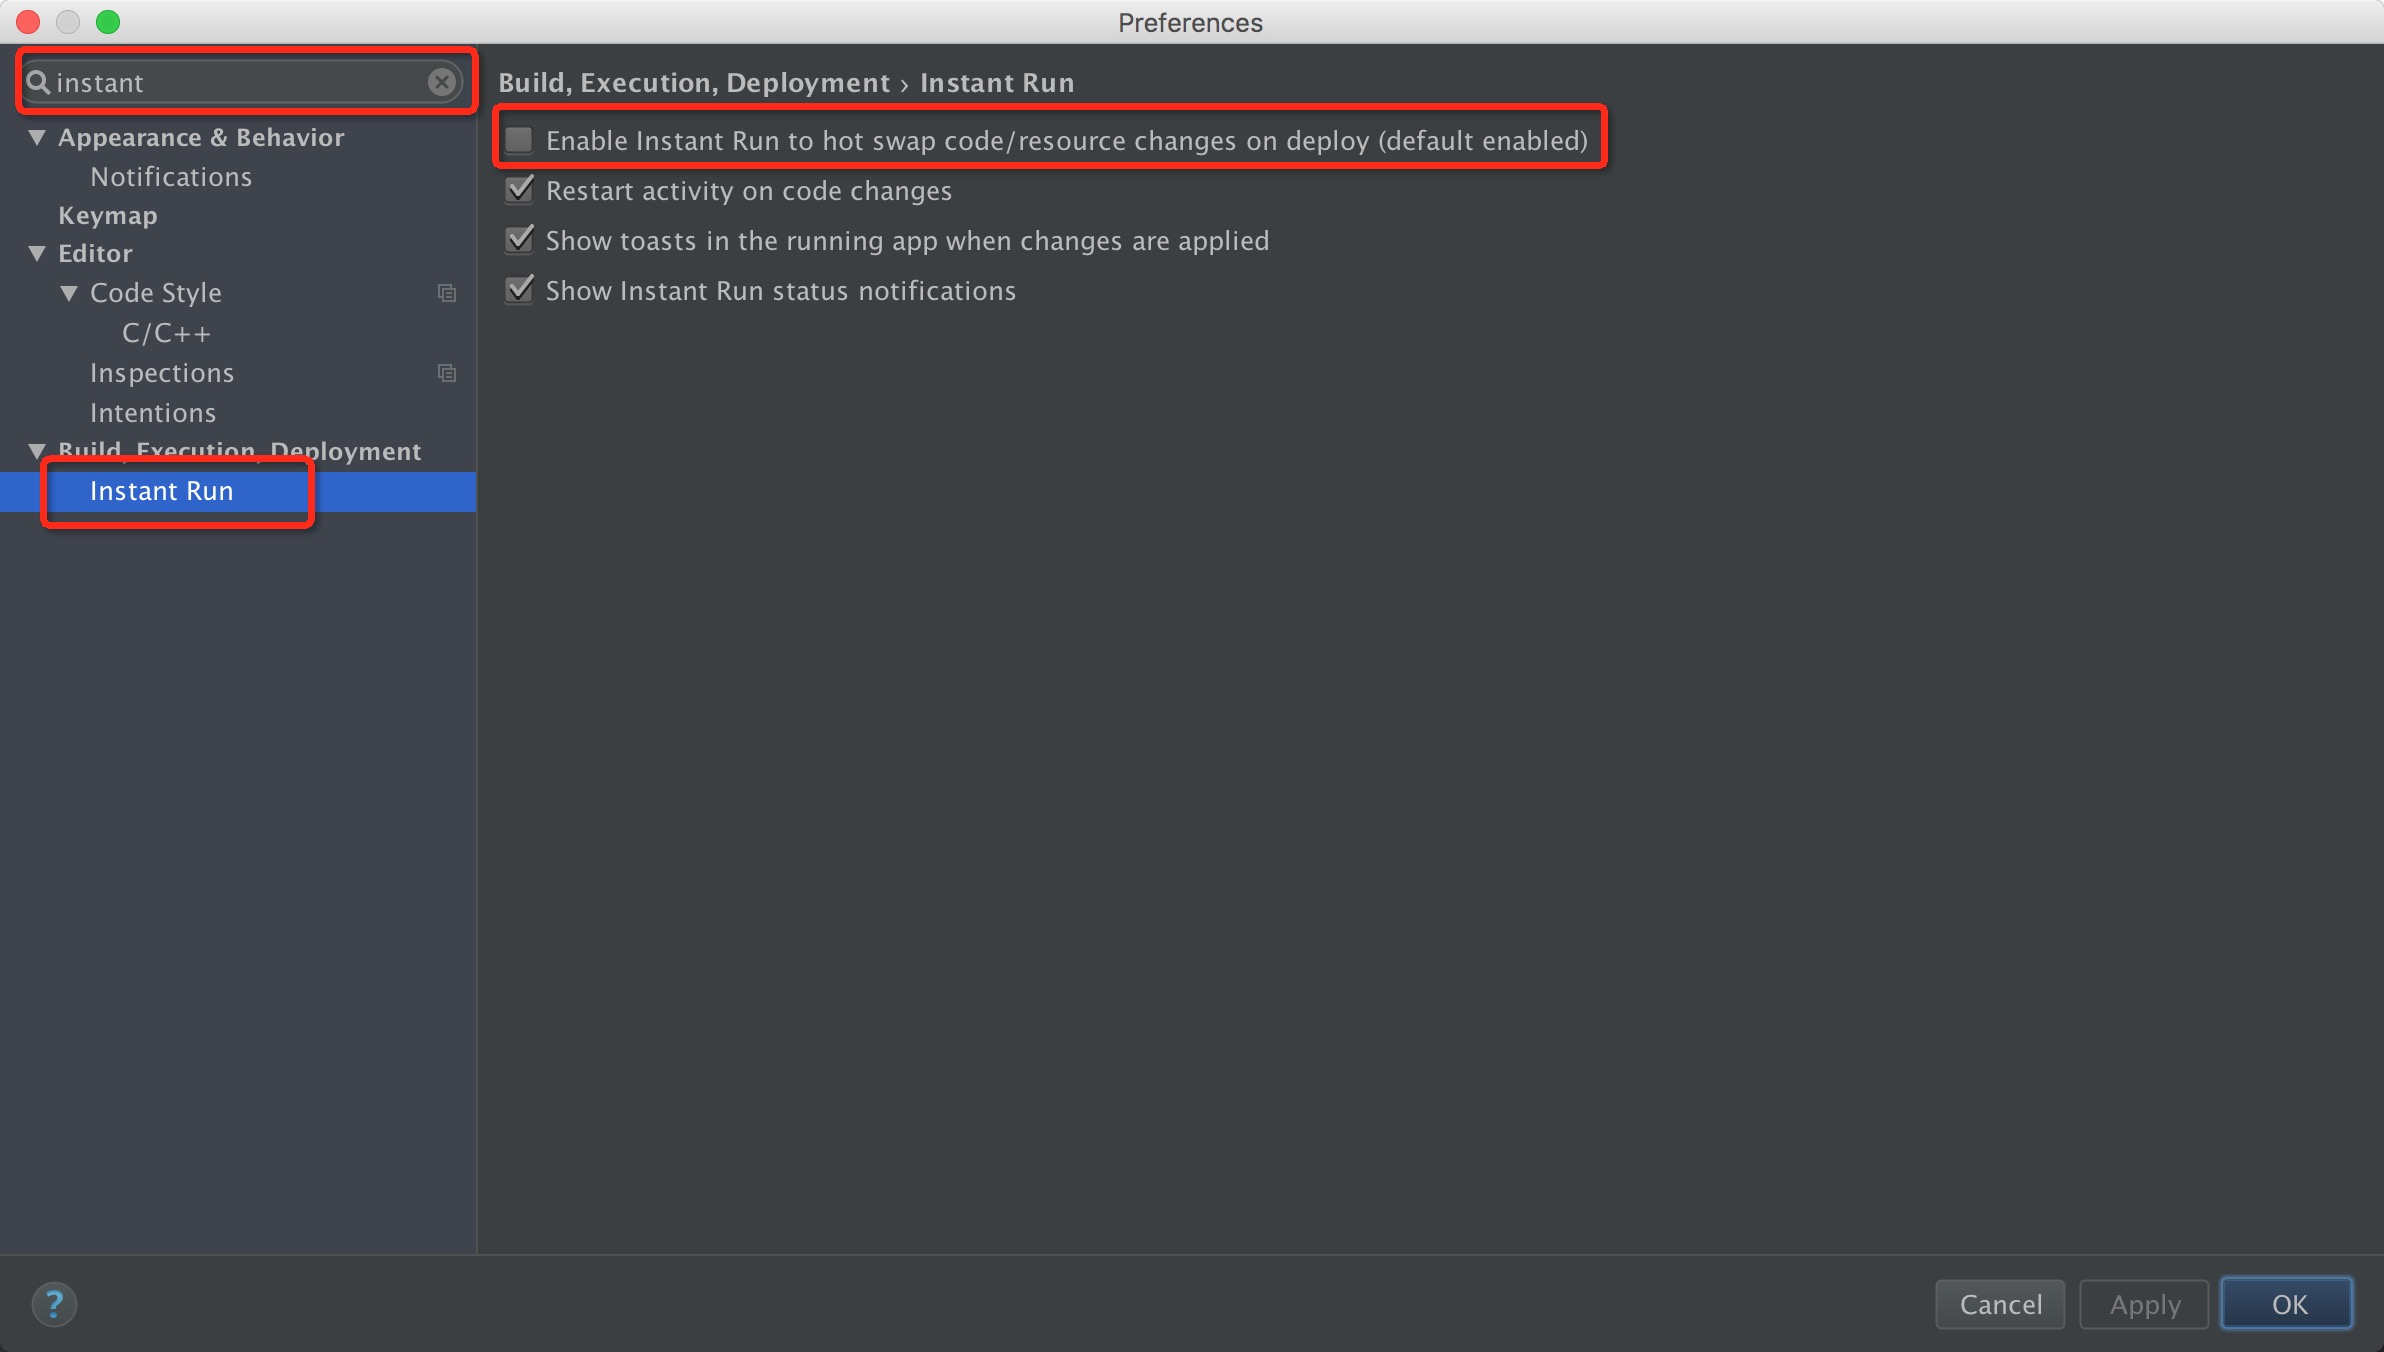 Preferences
instant
Appearance & Behavior
Notifications
Keymap
Editor
Code Style
C/C++
Inspections
Intentions
Build, Execution, Deployment
Instant Run
Build, Execution, Deployment › Instant Run
Enable Instant Run to hot swap code/resource changes on deploy (default enabled)
Restart activity on code changes
Show toasts in the running app when changes are applied
Show Instant Run status notifications
?
Cancel
Apply
OK